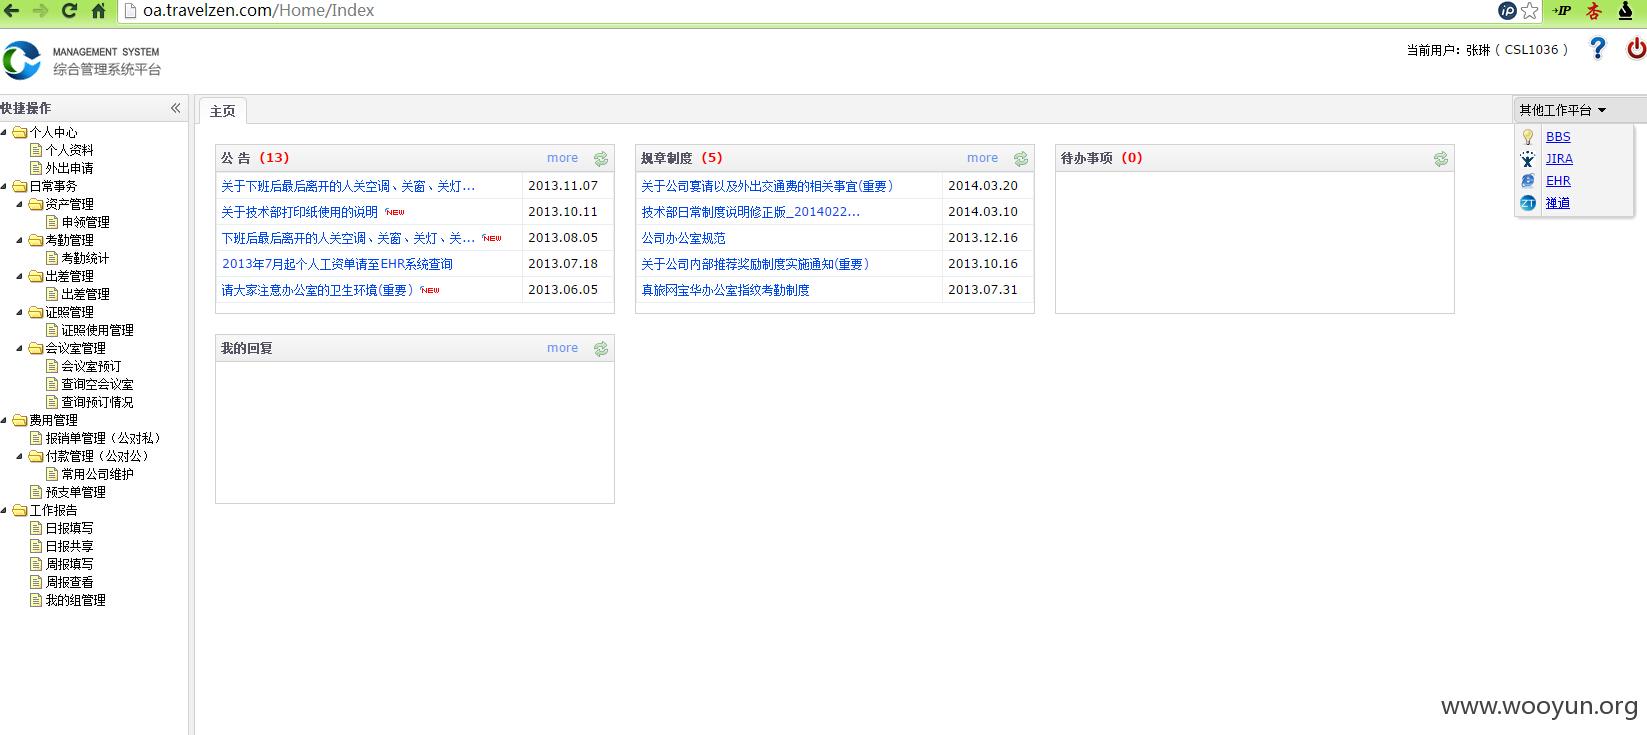 oa.travelzen.com/Home/Index
MANAGEMENT SYSTEM
综合管理系统平台
当前用户：张琳（CSL1036）
快捷操作
个人中心
个人资料
外出申请
日常事务
资产管理
申领管理
考勤管理
考勤统计
出差管理
出差管理
证照管理
证照使用管理
会议室管理
会议室预订
查询空会议室
查询预订情况
费用管理
报销单管理（公对私）
付款管理（公对公）
常用公司维护
预支单管理
工作报告
日报填写
日报共享
周报填写
周报查看
我的组管理
主页
公 告 (13) more
关于下班后最后离开的人关空调、关窗、关灯... 2013.11.07
关于技术部打印纸使用的说明 NEW 2013.10.11
下班后最后离开的人关空调、关窗、关灯、关... NEW 2013.08.05
2013年7月起个人工资单请至EHR系统查询 2013.07.18
请大家注意办公室的卫生环境(重要） NEW 2013.06.05
规章制度 (5) more
关于公司宴请以及外出交通费的相关事宜(重要） 2014.03.20
技术部日常制度说明修正版_2014022... 2014.03.10
公司办公室规范 2013.12.16
关于公司内部推荐奖励制度实施通知(重要） 2013.10.16
真旅网宝华办公室指纹考勤制度 2013.07.31
待办事项 (0)
我的回复 more
其他工作平台
BBS
JIRA
EHR
禅道
www.wooyun.org